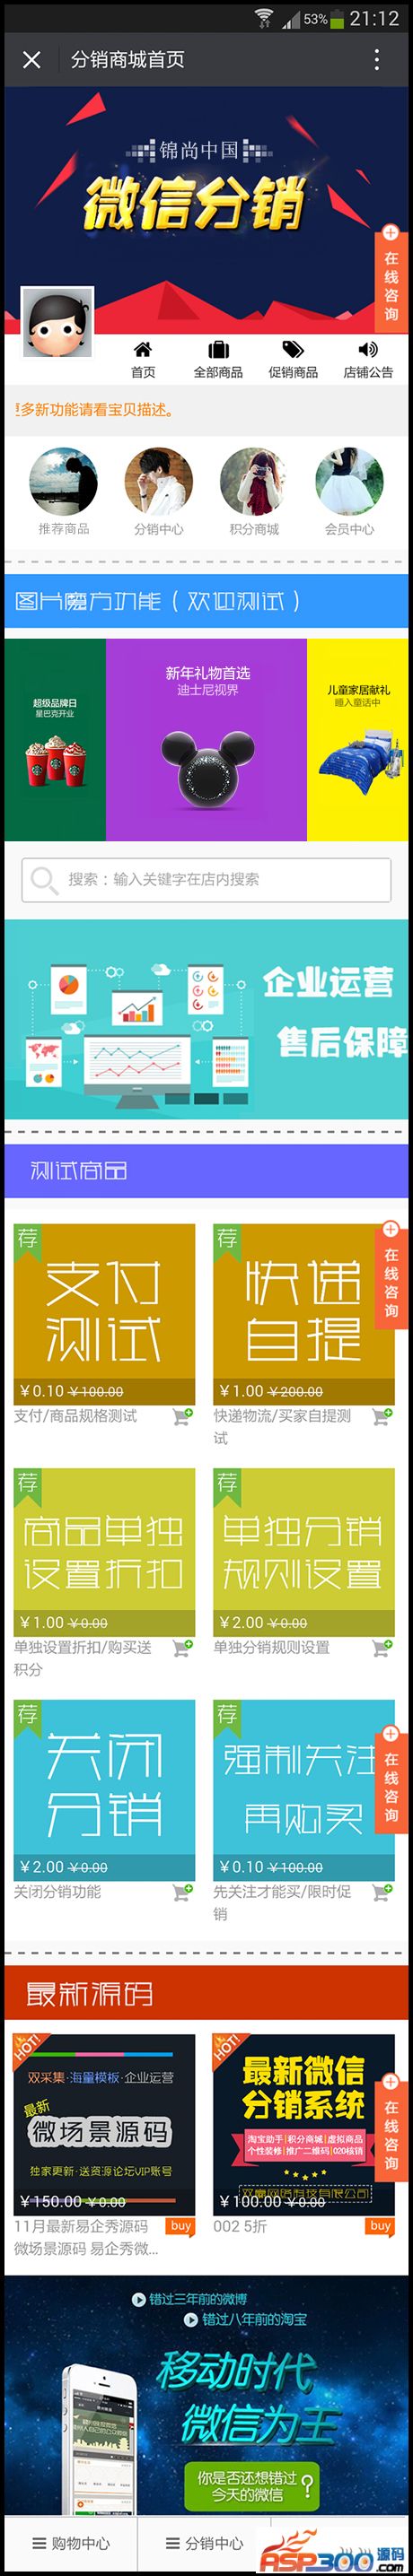 53% 21:12
分销商城首页
锦尚中国
微信分销
在线咨询
首页 全部商品 促销商品 店铺公告
多新功能请看宝贝描述。
推荐商品 分销中心 积分商城 会员中心
图片魔方功能（欢迎测试）
超级品牌日
星巴克开业
新年礼物首选
迪士尼视界
儿童家居献礼
睡入童话中
搜索：输入关键字在店内搜索
企业运营
售后保障
测试商品
在线咨询
荐 荐
支付
测试
快递
自提
￥0.10 ￥100.00
￥1.00 ￥200.00
支付/商品规格测试
快递物流/买家自提测
试
荐 荐
商品单独
设置折扣
单独分销
规则设置
￥1.00 ￥0.00
￥2.00 ￥0.00
单独设置折扣/购买送
积分
单独分销规则设置
荐 荐
关闭
分销
强制关注
再购买
在线咨询
￥2.00 ￥0.00
￥0.10 ￥100.00
关闭分销功能
先关注才能买/限时促
销
最新源码
HOT! HOT!
双采集·海量模板·企业运营
最新
微场景源码
独家更新·送资源论坛VIP账号
￥150.00 ￥0.00
最新微信
分销系统
淘宝助手|积分商城|虚拟商品
个性装修|推广二维码|O2O核销
￥100.00 ￥0.00
在线咨询
11月最新易企秀源码
微场景源码 易企秀微...
buy
002 5折
buy
错过三年前的微博
错过八年前的淘宝
移动时代
微信为王
你是否还想错过
今天的微信 ?
购物中心 分销中心
ASP300源码
.com